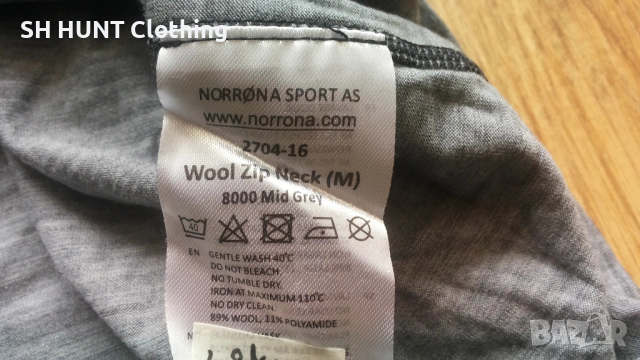 SH HUNT Clothing
NORRØNA SPORT AS
www.norrona.com
2704-16
Wool Zip Neck (M)
8000 Mid Grey
40
EN GENTLE WASH 40°C
DO NOT BLEACH.
NO TUMBLE DRY.
IRON AT MAXIMUM 110°C
NO DRY CLEAN.
89% WOOL, 11% POLYAMIDE
BAZAR